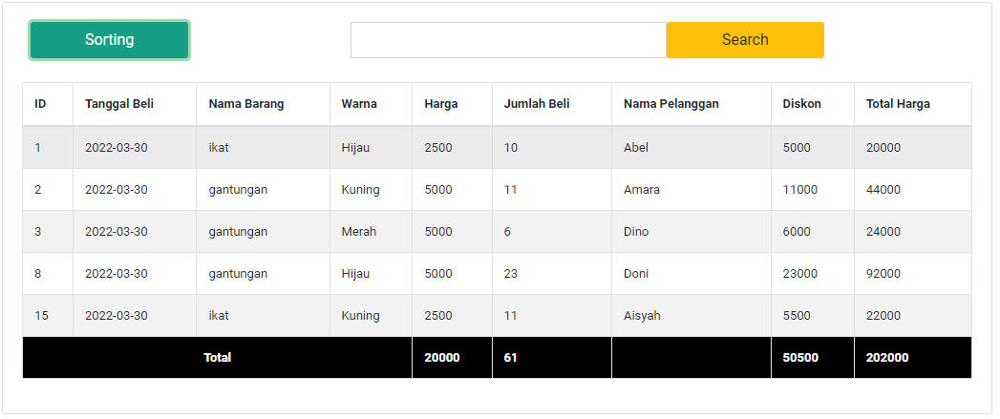 Sorting Search
ID Tanggal Beli Nama Barang Warna Harga Jumlah Beli Nama Pelanggan Diskon Total Harga
1 2022-03-30 ikat Hijau 2500 10 Abel 5000 20000
2 2022-03-30 gantungan Kuning 5000 11 Amara 11000 44000
3 2022-03-30 gantungan Merah 5000 6 Dino 6000 24000
8 2022-03-30 gantungan Hijau 5000 23 Doni 23000 92000
15 2022-03-30 ikat Kuning 2500 11 Aisyah 5500 22000
Total 20000 61 50500 202000